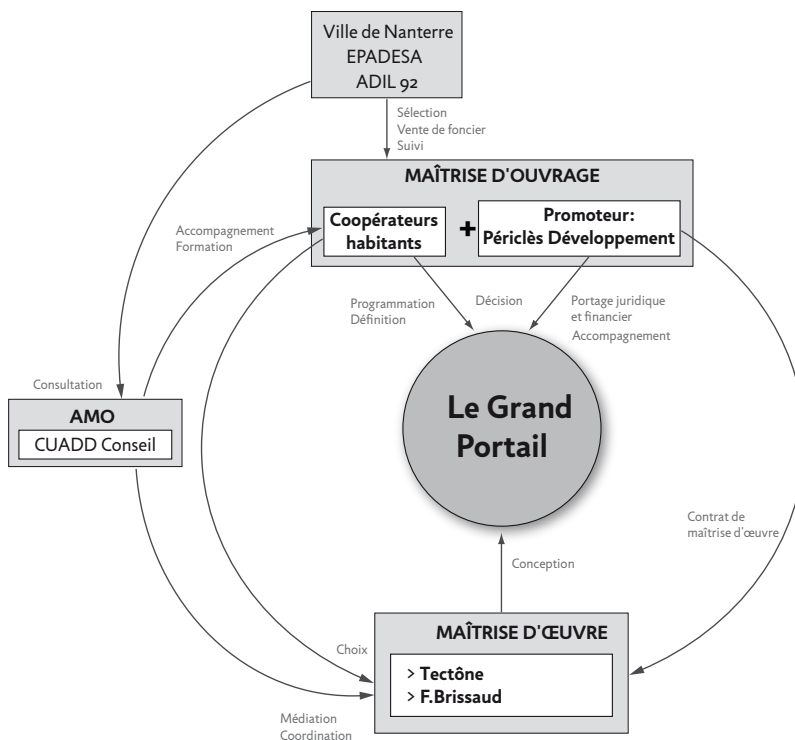 Ville de Nanterre
EPADESA
ADIL 92
Sélection
Vente de foncier
Suivi
MAÎTRISE D'OUVRAGE
Coopérateurs
habitants
+
Promoteur:
Périclès Développement
Accompagnement
Formation
Programmation
Définition
Décision
Portage juridique
et financier
Accompagnement
Consultation
AMO
CUADD Conseil
Le Grand
Portail
Contrat de
maîtrise d'œuvre
Conception
MAÎTRISE D'ŒUVRE
> Tectône
> F.Brissaud
Choix
Médiation
Coordination